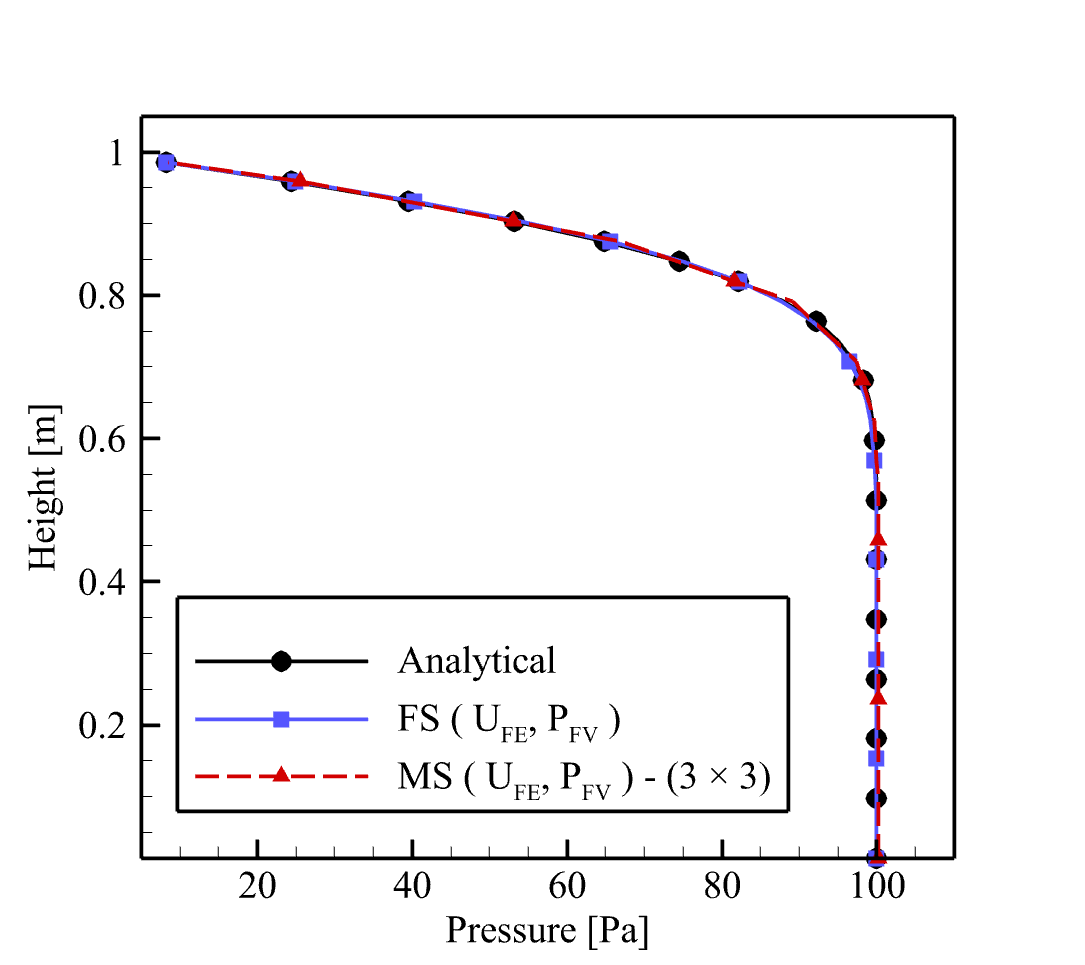 1
0.8
0.6
0.4
0.2
Height [m]
Analytical
FS ( U_FE, P_FV )
MS ( U_FE, P_FV ) - (3 × 3)
20 40 60 80 100
Pressure [Pa]